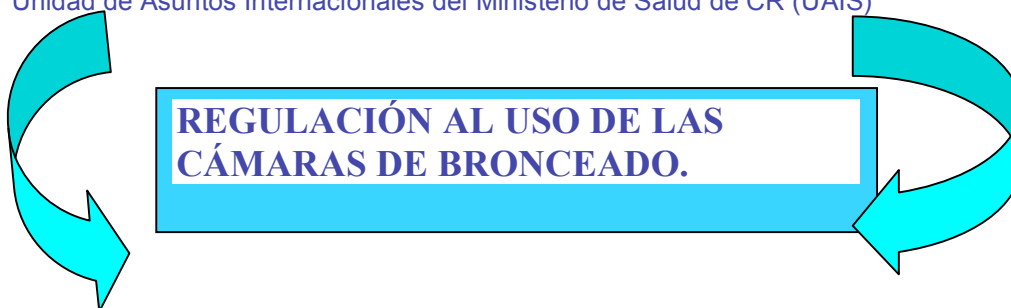 Unidad de Asuntos Internacionales del Ministerio de Salud de CR (UAIS)
REGULACIÓN AL USO DE LAS
CÁMARAS DE BRONCEADO.